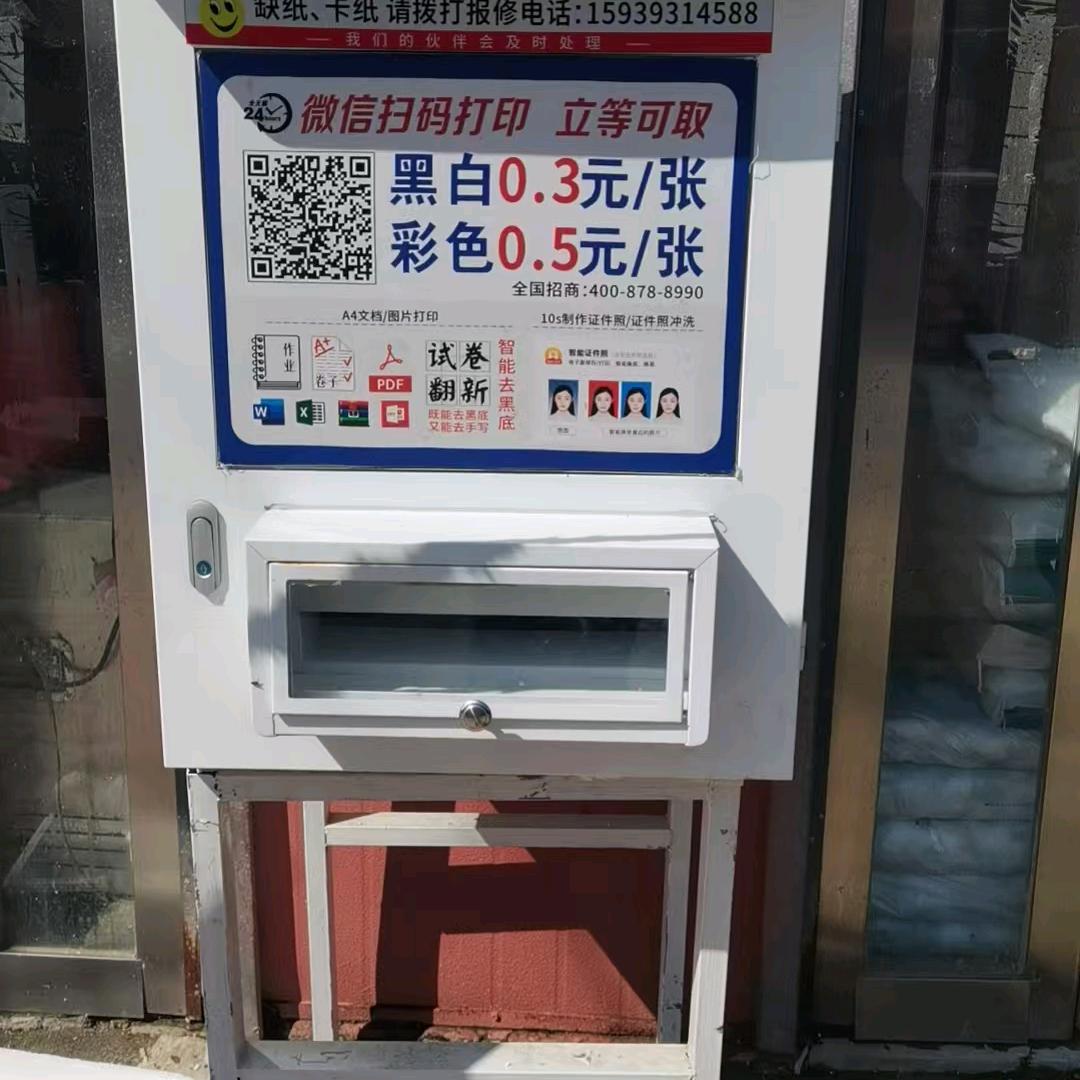 缺纸、卡纸 请拨打报修电话:15939314588
我们的伙伴会及时处理
24 hours
微信扫码打印 立等可取
黑白0.3元/张
彩色0.5元/张
全国招商:400-878-8990
A4文档/图片打印
10s制作证件照/证件照冲洗
作业
A+
卷子
PDF
试卷
翻新
智能去黑底
既能去黑底
又能去手写
W
X
智能证件照